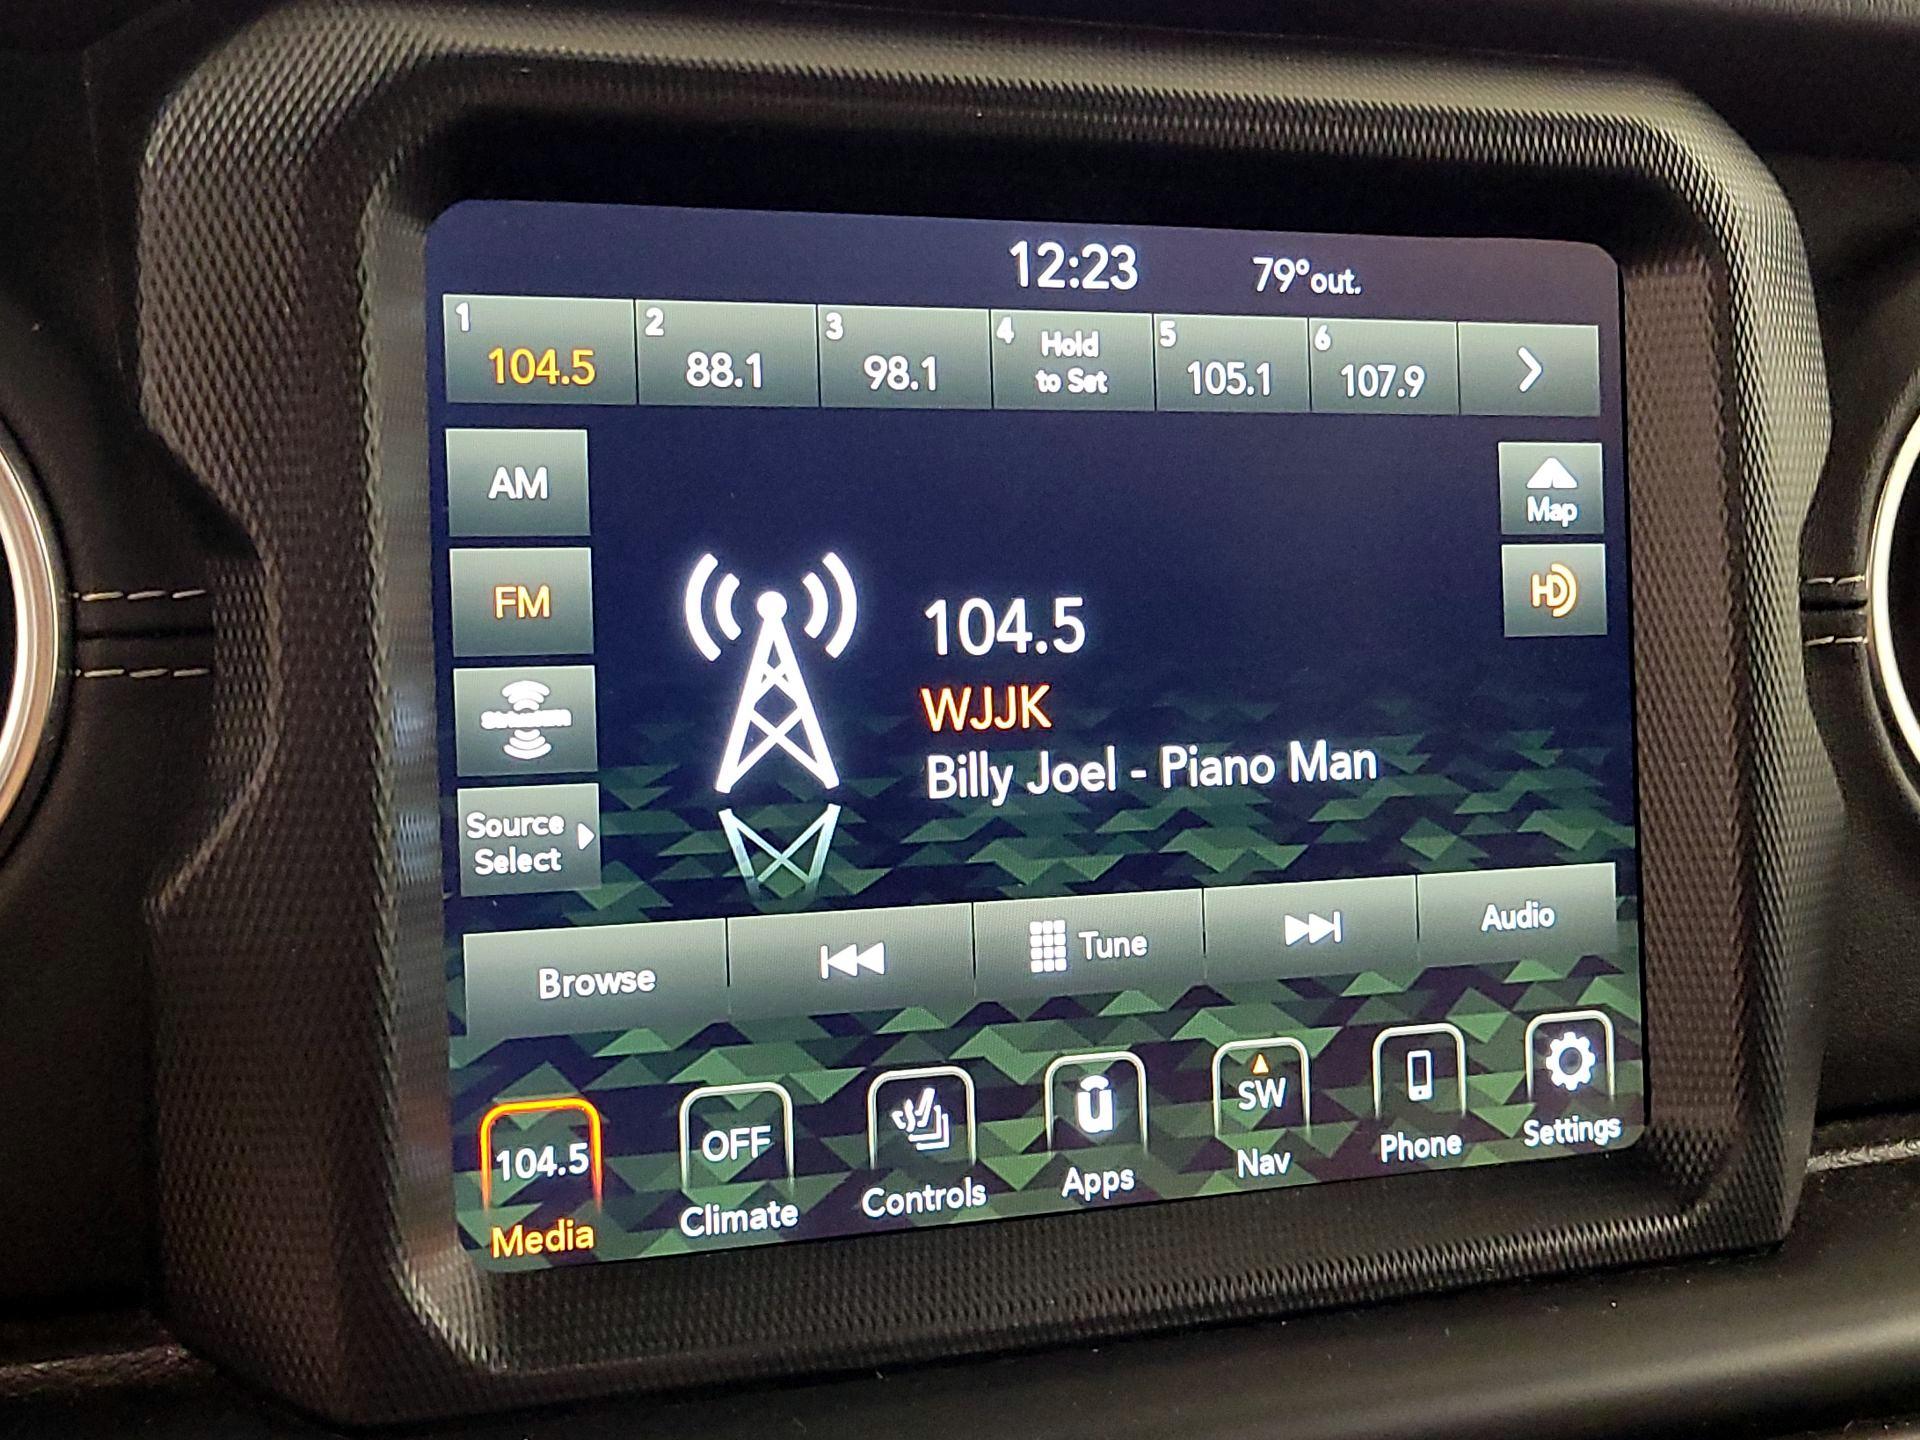 12:23 79°out.
1 104.5
2 88.1
3 98.1
4 Hold
to Set
5 105.1
6 107.9
AM
Map
FM
HD
104.5
WJJK
Billy Joel - Piano Man
SiriusXM
Source
Select
Browse
Tune
Audio
104.5
Media
OFF
Climate
Controls
Apps
SW
Nav
Phone
Settings